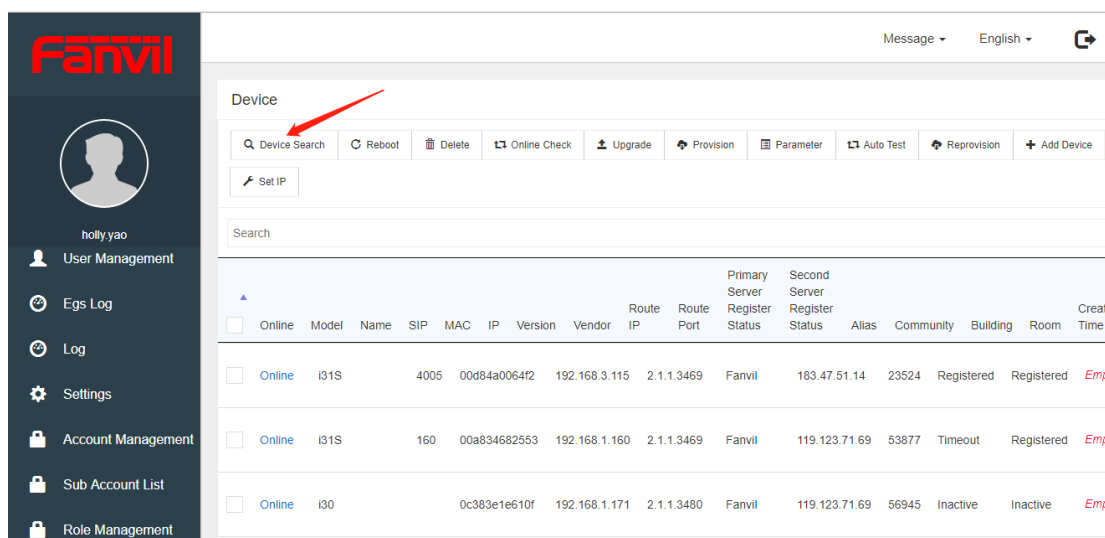 Fanvil
Message English
Device
Device Search Reboot Delete Online Check Upgrade Provision Parameter Auto Test Reprovision Add Device
Set IP
holly.yao
Search
User Management
Egs Log
Log
Settings
Account Management
Sub Account List
Role Management
Online Model Name SIP MAC IP Version Vendor Route IP Route Port Primary Server Register Status Second Server Register Status Alias Community Building Room Creat Time
Online i31S 4005 00d84a0064f2 192.168.3.115 2.1.1.3469 Fanvil 183.47.51.14 23524 Registered Registered Emp
Online i31S 160 00a834682553 192.168.1.160 2.1.1.3469 Fanvil 119.123.71.69 53877 Timeout Registered Emp
Online i30 0c383e1e610f 192.168.1.171 2.1.1.3480 Fanvil 119.123.71.69 56945 Inactive Inactive Emp